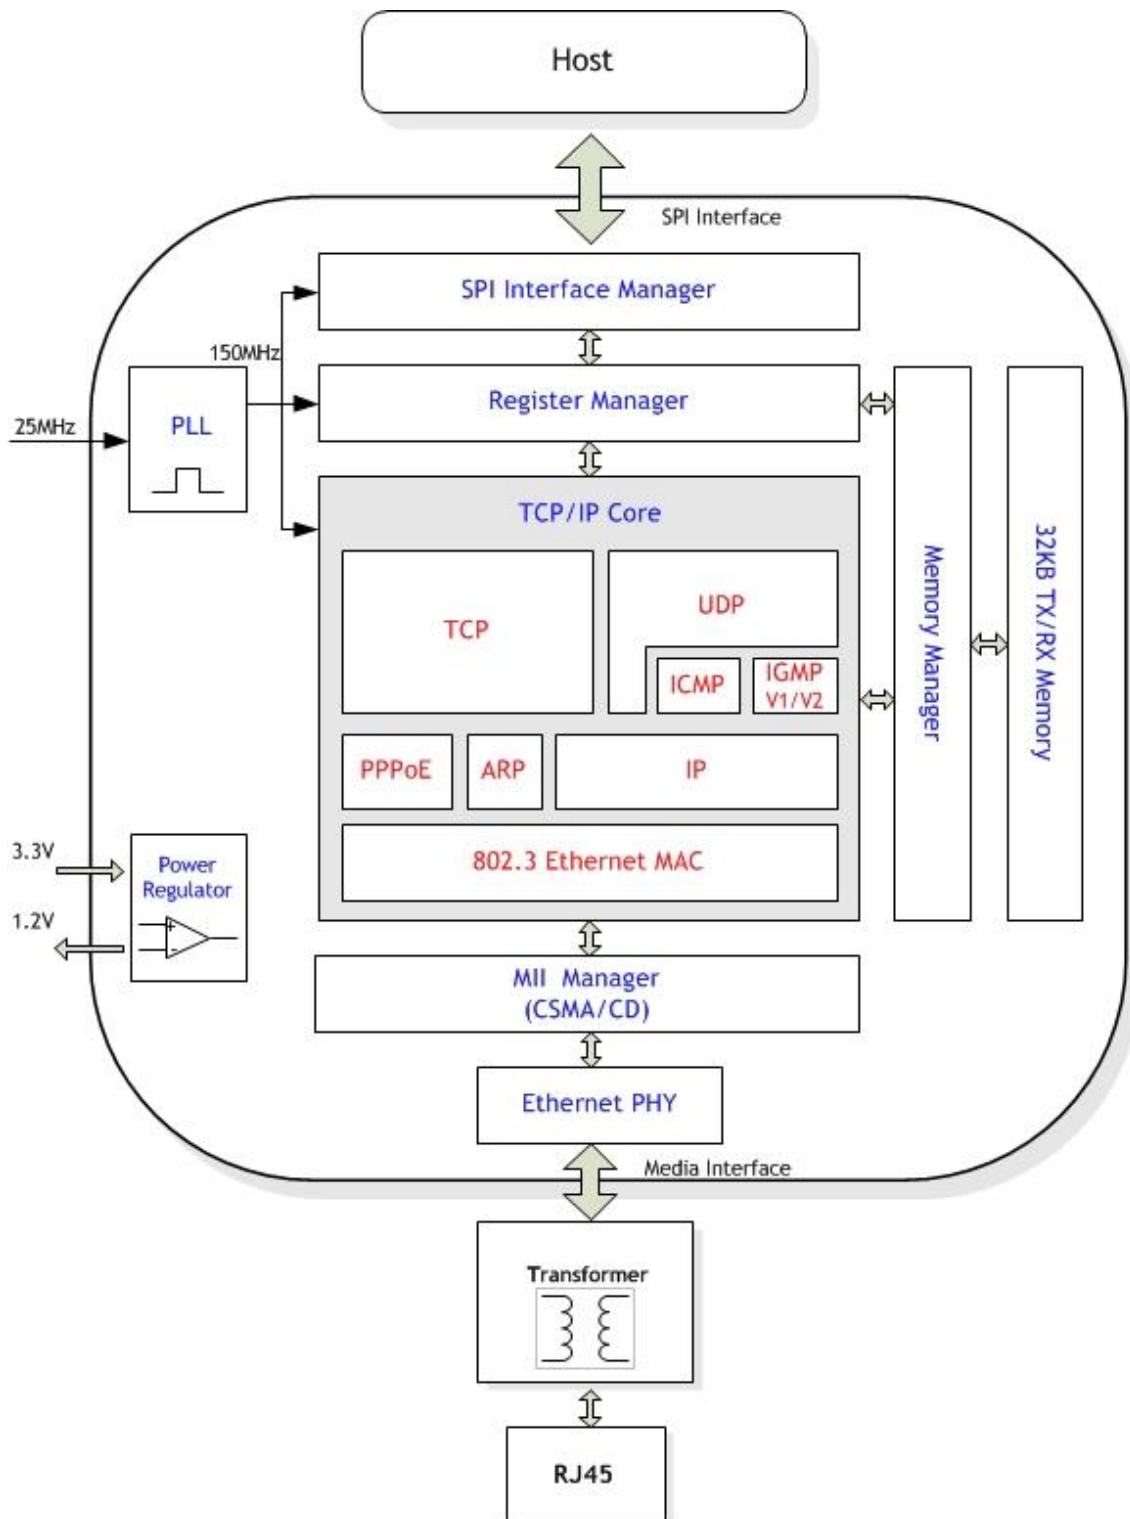 Host
SPI Interface
SPI Interface Manager
150MHz
Register Manager
25MHz
PLL
TCP/IP Core
TCP
UDP
ICMP
IGMP
V1/V2
PPPoE
ARP
IP
802.3 Ethernet MAC
Memory Manager
32KB TX/RX Memory
3.3V
1.2V
Power
Regulator
+
-
MII Manager
(CSMA/CD)
Ethernet PHY
Media Interface
Transformer
RJ45